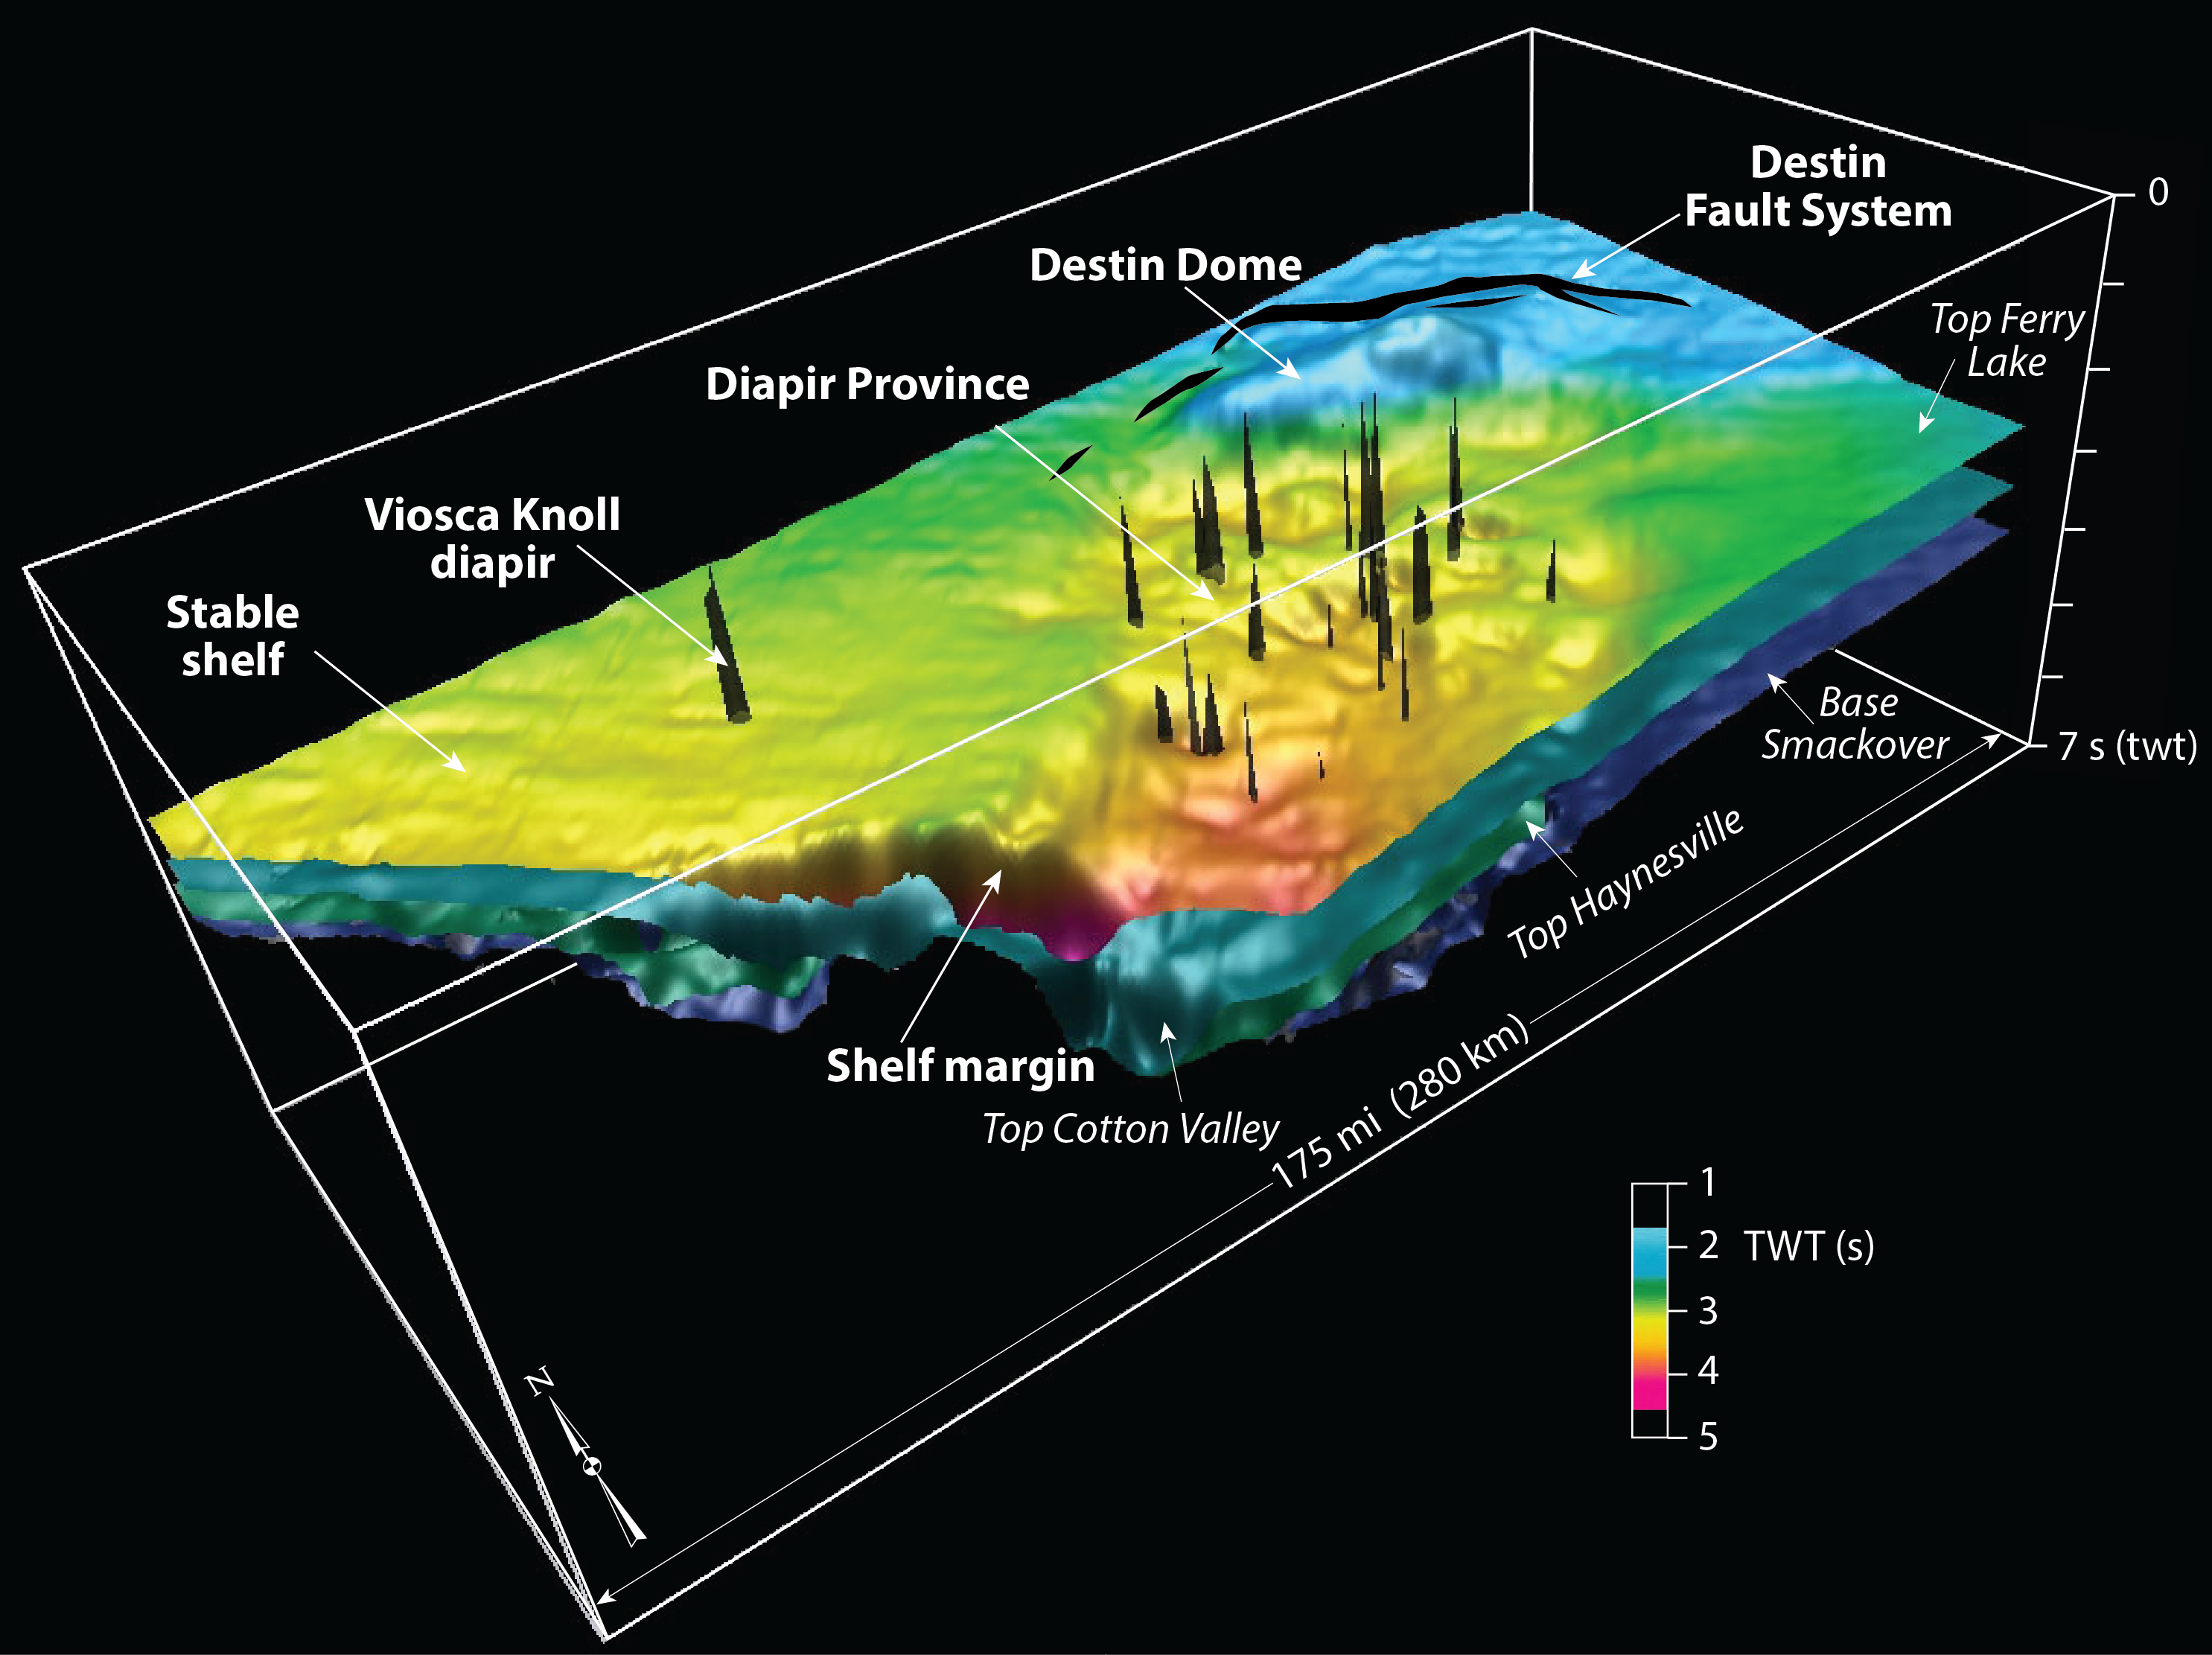 Destin
Fault System
0
Destin Dome
Top Ferry
Lake
Diapir Province
Viosca Knoll
diapir
Stable
shelf
Base
Smackover
7 s (twt)
Top Haynesville
Shelf margin
Top Cotton Valley
175 mi (280 km)
1
2 TWT (s)
3
4
5
N